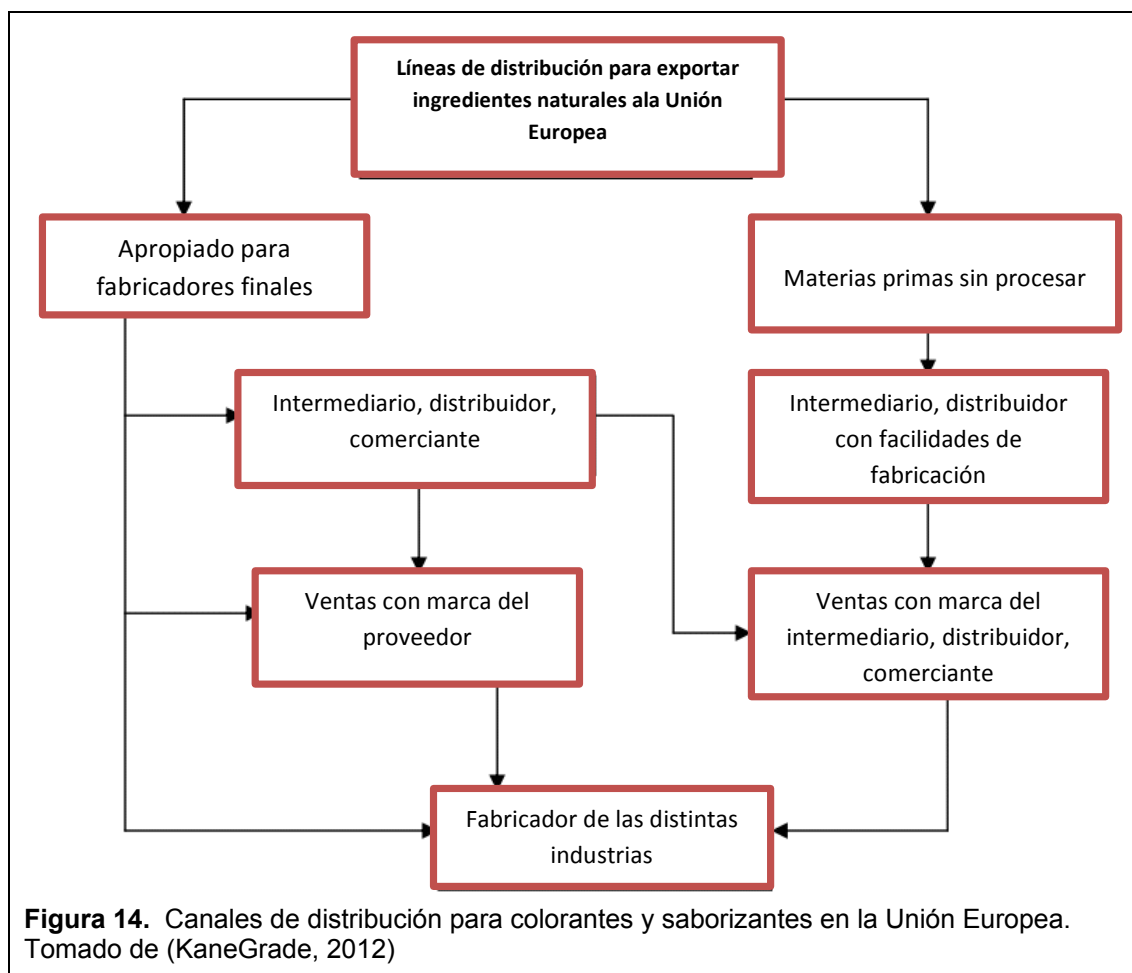 Líneas de distribución para exportar
ingredientes naturales ala Unión
Europea
Apropiado para
fabricadores finales
Materias primas sin procesar
Intermediario, distribuidor,
comerciante
Intermediario, distribuidor
con facilidades de
fabricación
Ventas con marca del
proveedor
Ventas con marca del
intermediario, distribuidor,
comerciante
Fabricador de las distintas
industrias
Figura 14. Canales de distribución para colorantes y saborizantes en la Unión Europea.
Tomado de (KaneGrade, 2012)